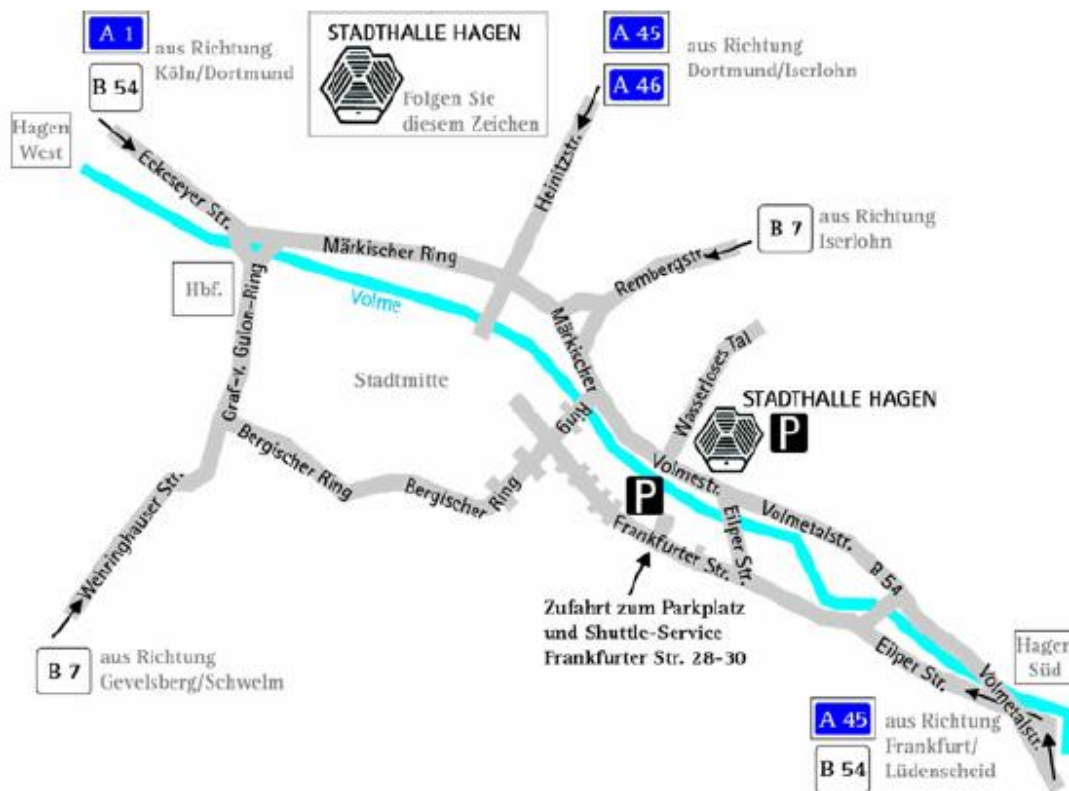 A 1
B 54
aus Richtung
Köln/Dortmund
STADTHALLE HAGEN
Folgen Sie
diesem Zeichen
A 45
A 46
aus Richtung
Dortmund/Iserlohn
Hagen
West
Eckeseyer Str.
Heinitzstr.
B 7
aus Richtung
Iserlohn
Märkischer Ring
Rembergstr.
Hbf.
Volme
Graf-v. Gülon-Ring
Märkischer
Ring
Stadtmitte
Wasserloses Tal
STADTHALLE HAGEN
P
Bergischer Ring
Bergischer Ring
Volmestr.
P
Wehringhauser Str.
Frankfurter Str.
Eilper Str.
Volmetalstr.
B 54
Zufahrt zum Parkplatz
und Shuttle-Service
Frankfurter Str. 28-30
B 7
aus Richtung
Gevelsberg/Schwelm
Eilper Str.
Hagen
Süd
Volmetalstr.
A 45
B 54
aus Richtung
Frankfurt/
Lüdenscheid